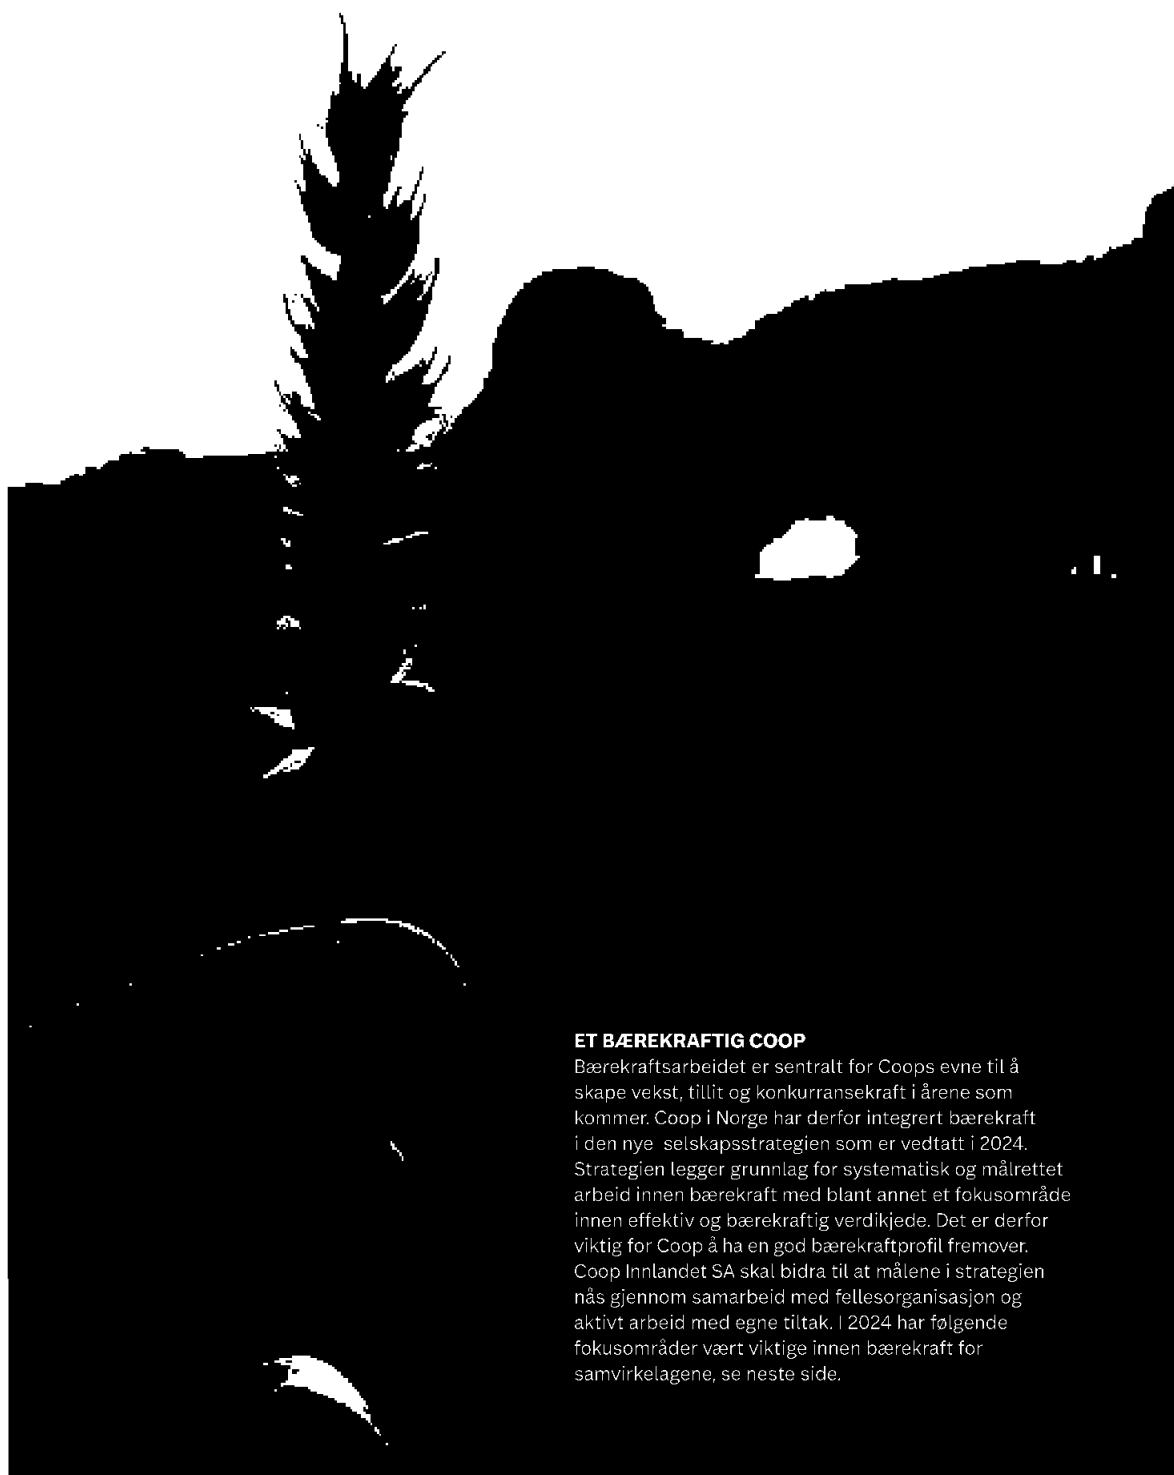 ET BÆREKRAFTIG COOP
Bærekraftsarbeidet er sentralt for Coops evne til å
skape vekst, tillit og konkurransekraft i årene som
kommer. Coop i Norge har derfor integrert bærekraft
i den nye  selskapsstrategien som er vedtatt i 2024.
Strategien legger grunnlag for systematisk og målrettet
arbeid innen bærekraft med blant annet et fokusområde
innen effektiv og bærekraftig verdikjede. Det er derfor
viktig for Coop å ha en god bærekraftprofil fremover.
Coop Innlandet SA skal bidra til at målene i strategien
nås gjennom samarbeid med fellesorganisasjon og
aktivt arbeid med egne tiltak. I 2024 har følgende
fokusområder vært viktige innen bærekraft for
samvirkelagene, se neste side.